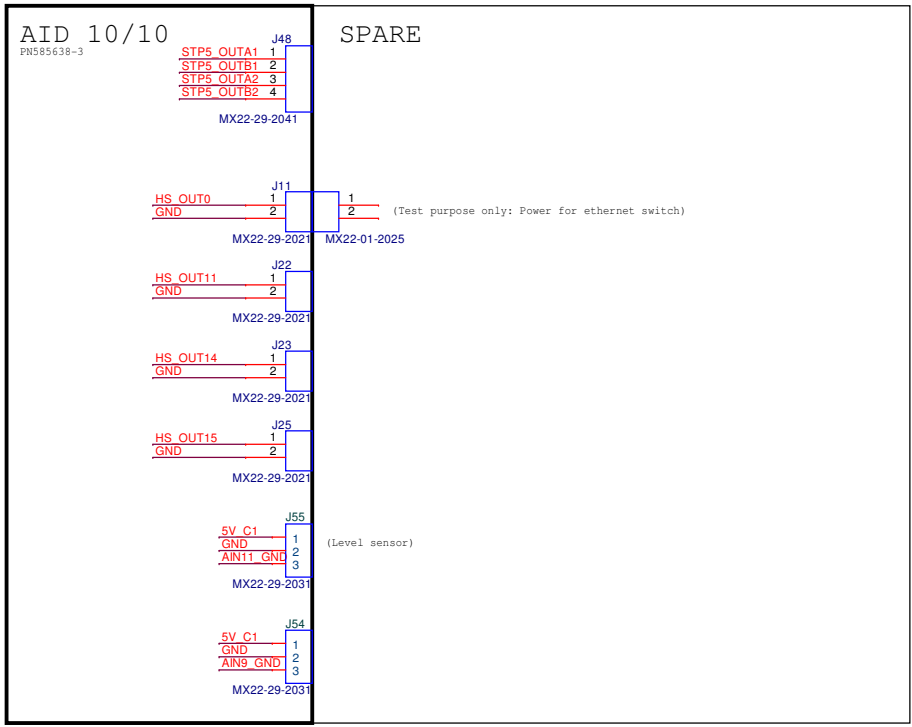 AID 10/10
PN585638-3
SPARE
J48
STP5_OUTA1 1
STP5_OUTB1 2
STP5_OUTA2 3
STP5_OUTB2 4
MX22-29-2041
J11
HS_OUT0 1 1
GND 2 2 (Test purpose only: Power for ethernet switch)
MX22-29-2021 MX22-01-2025
J22
HS_OUT11 1
GND 2
MX22-29-2021
J23
HS_OUT14 1
GND 2
MX22-29-2021
J25
HS_OUT15 1
GND 2
MX22-29-2021
J55
5V_C1 1 (Level sensor)
GND 2
AIN11_GND 3
MX22-29-2031
J54
5V_C1 1
GND 2
AIN9_GND 3
MX22-29-2031